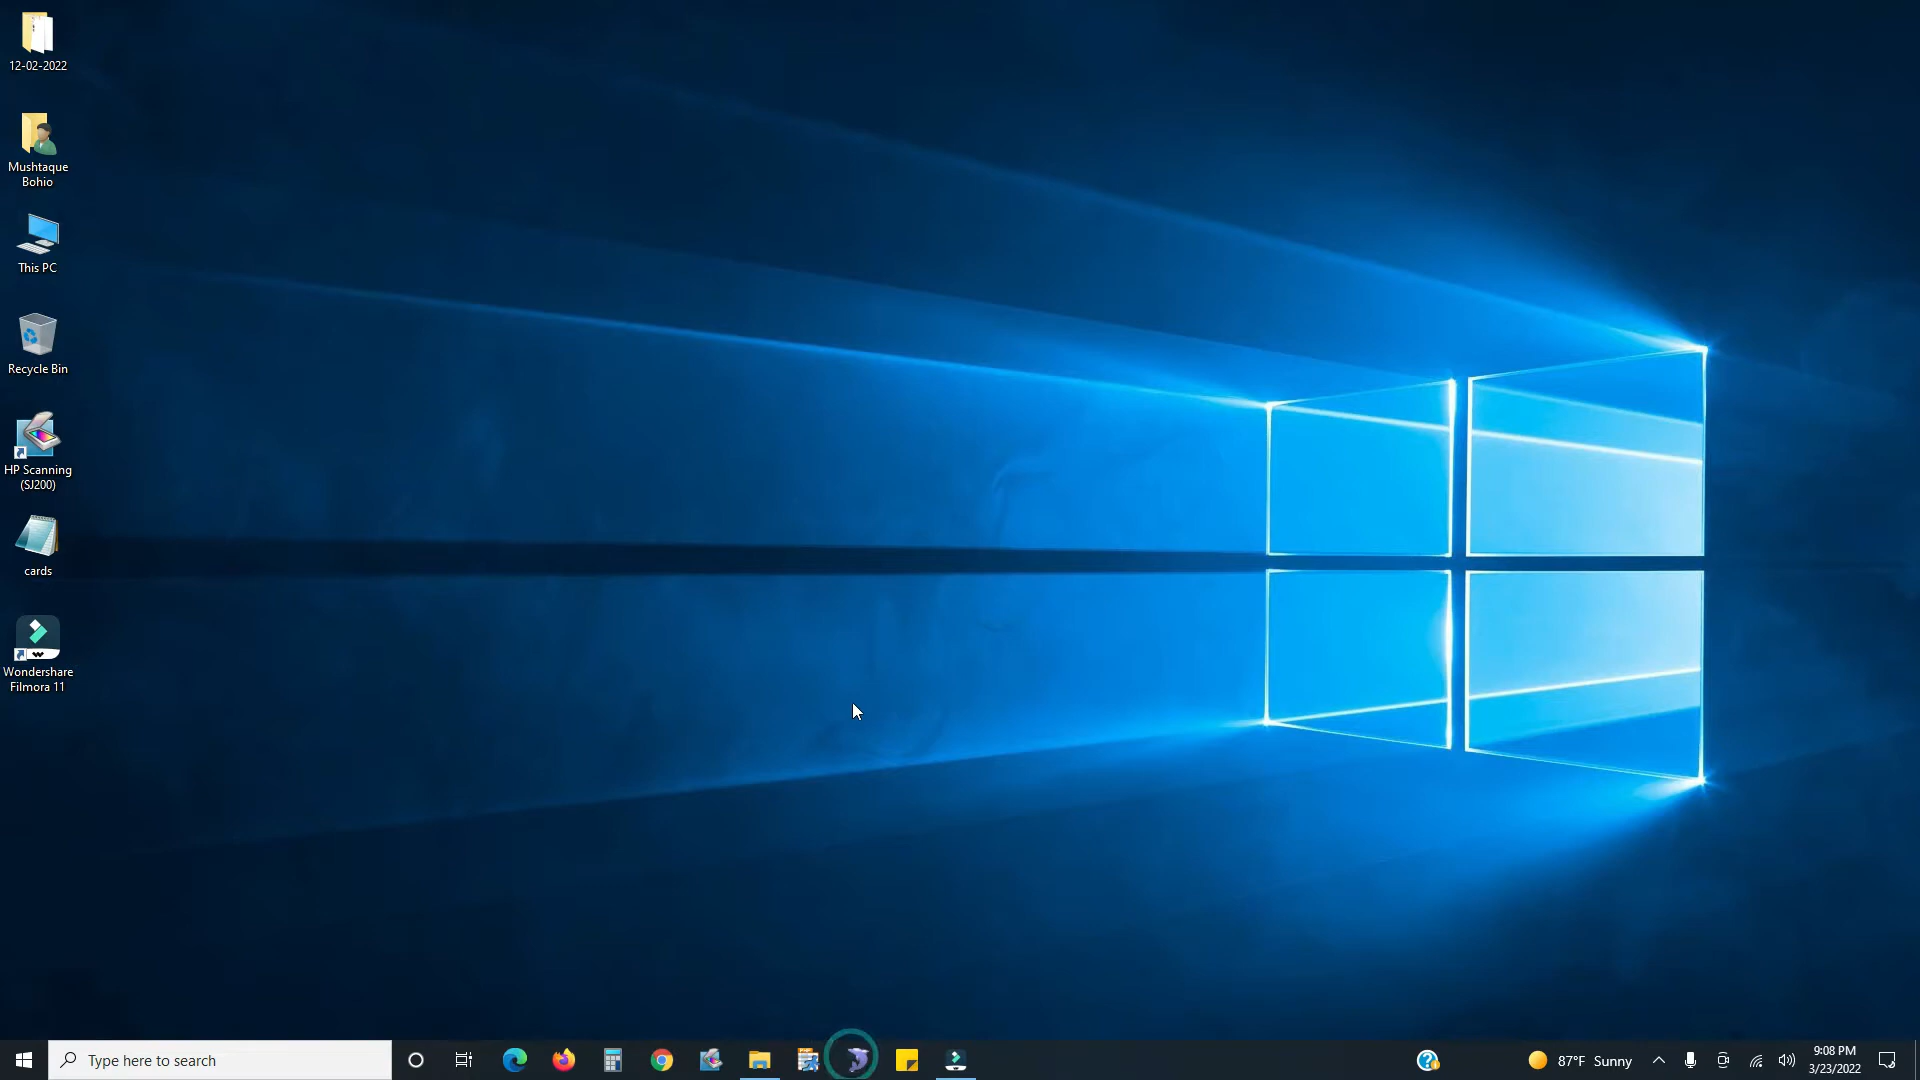 12-02-2022
Mushtaque
Bohio
This PC
Recycle Bin
HP Scanning
(SJ200)
cards
Wondershare
Filmora 11
Type here to search
87°F Sunny
9:08 PM
3/23/2022